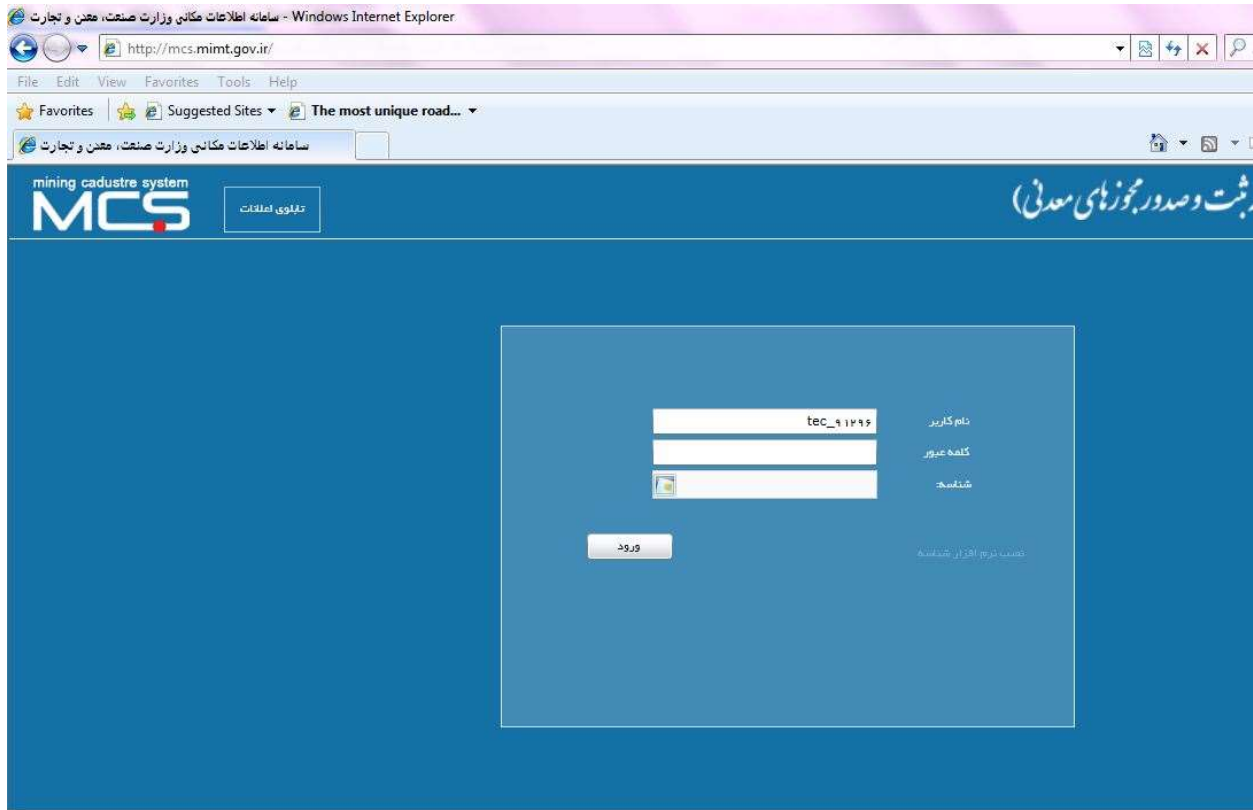 سامانه اطلاعات مکانی وزارت صنعت، معدن و تجارت - Windows Internet Explorer
http://mcs.mimt.gov.ir/
File Edit View Favorites Tools Help
Favorites Suggested Sites The most unique road...
سامانه اطلاعات مکانی وزارت صنعت، معدن و تجارت
mining cadustre system
MCS
تابلوی اعلانات
ثبت و صدور مجوزهای معدنی)
نام کاربر tec_۹۱۲۹۶
کلمه عبور
شناسه:
ورود
نصب نرم افزار شناسه